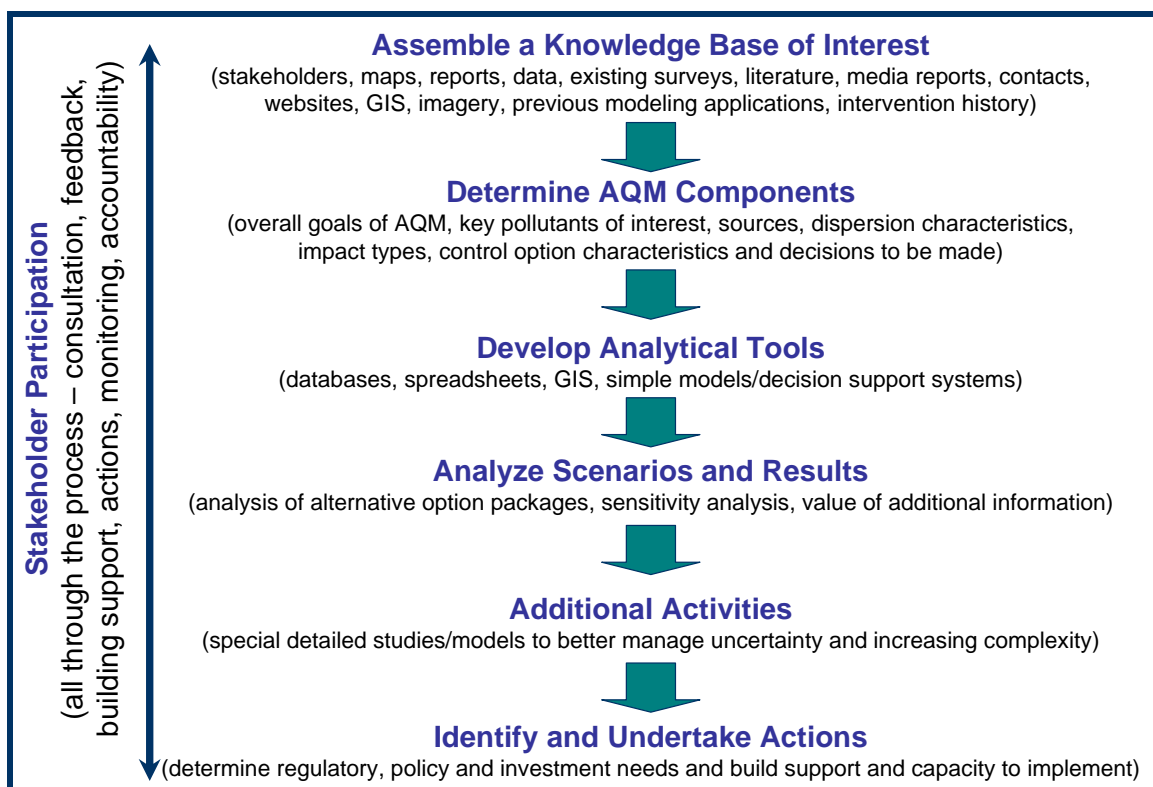 Stakeholder Participation
(all through the process – consultation, feedback,
building support, actions, monitoring, accountability)
Assemble a Knowledge Base of Interest
(stakeholders, maps, reports, data, existing surveys, literature, media reports, contacts,
websites, GIS, imagery, previous modeling applications, intervention history)
Determine AQM Components
(overall goals of AQM, key pollutants of interest, sources, dispersion characteristics,
impact types, control option characteristics and decisions to be made)
Develop Analytical Tools
(databases, spreadsheets, GIS, simple models/decision support systems)
Analyze Scenarios and Results
(analysis of alternative option packages, sensitivity analysis, value of additional information)
Additional Activities
(special detailed studies/models to better manage uncertainty and increasing complexity)
Identify and Undertake Actions
(determine regulatory, policy and investment needs and build support and capacity to implement)